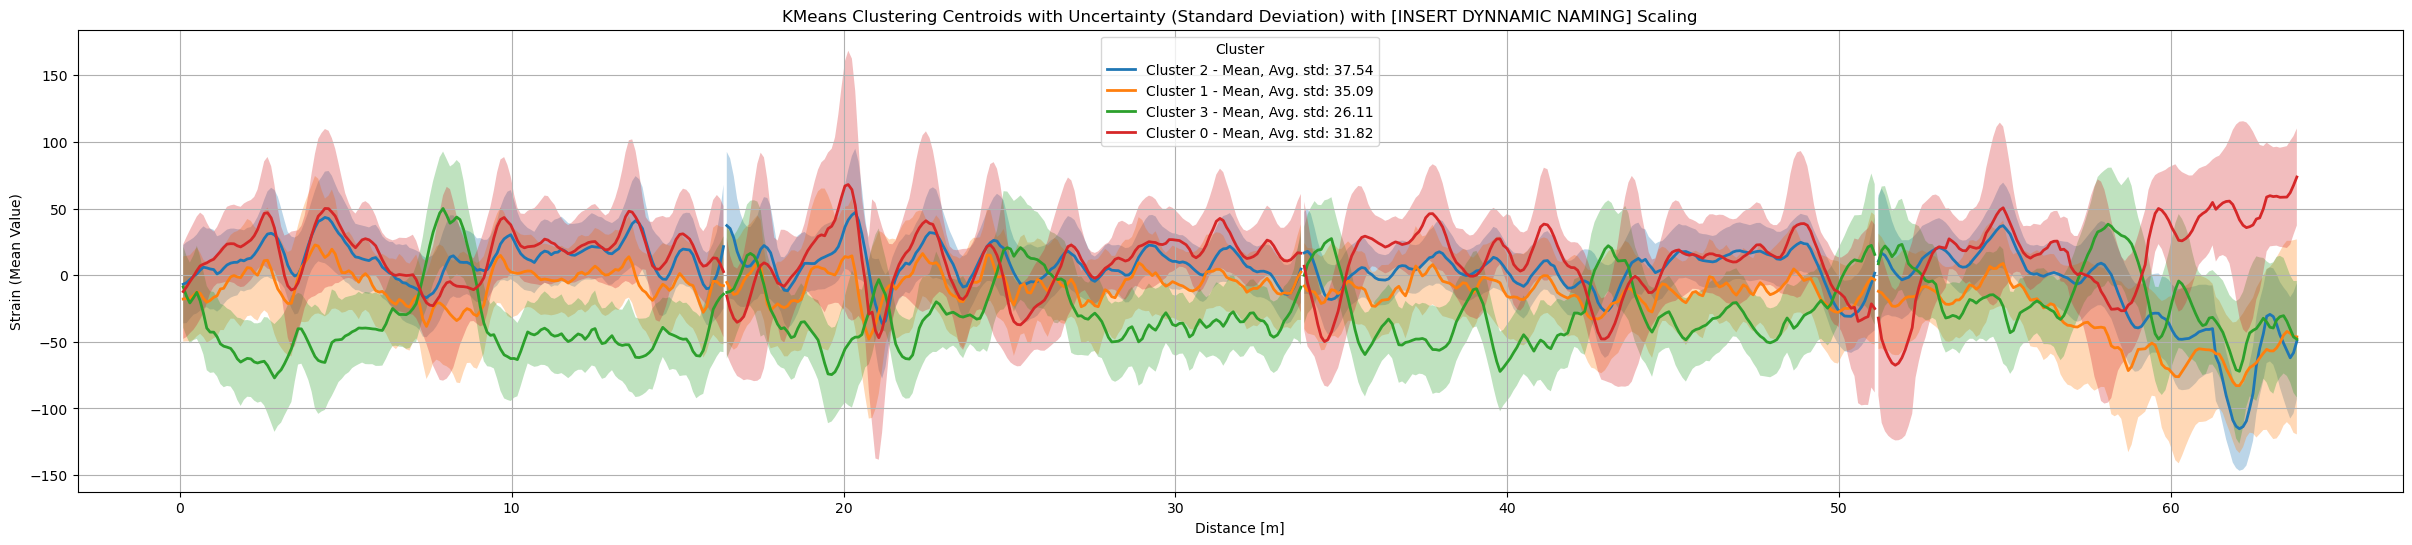 KMeans Clustering Centroids with Uncertainty (Standard Deviation) with [INSERT DYNNAMIC NAMING] Scaling
Cluster
Cluster 2 - Mean, Avg. std: 37.54
Cluster 1 - Mean, Avg. std: 35.09
Cluster 3 - Mean, Avg. std: 26.11
Cluster 0 - Mean, Avg. std: 31.82
Strain (Mean Value)
150
100
50
0
−50
−100
−150
0 10 20 30 40 50 60
Distance [m]